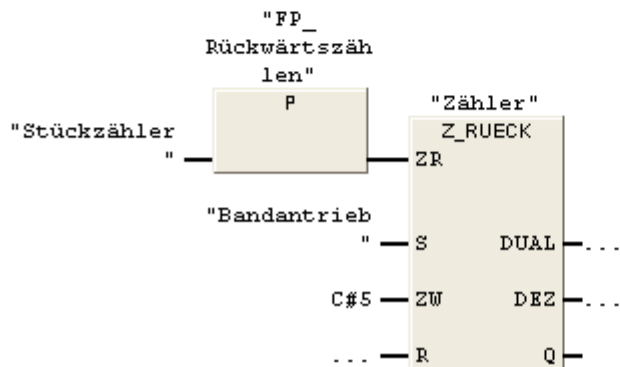 "FP_
Rückwärtszäh
len"
P
"Zähler"
Z_RUECK
"Stückzähler
"
ZR
"Bandantrieb
"
S DUAL ...
C#5 ZW DEZ ...
... R Q